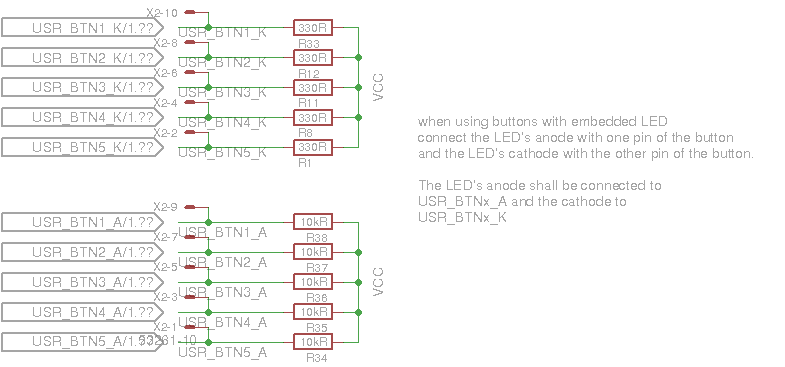 X2-10
USR_BTN1_K/1.??
USR_BTN1_K
330R
R33
X2-8
USR_BTN2_K/1.??
USR_BTN2_K
330R
R12
X2-6
USR_BTN3_K/1.??
USR_BTN3_K
330R
R11
X2-4
USR_BTN4_K/1.??
USR_BTN4_K
330R
R8
X2-2
USR_BTN5_K/1.??
USR_BTN5_K
330R
R1
VCC
when using buttons with embedded LED
connect the LED's anode with one pin of the button
and the LED's cathode with the other pin of the button.
The LED's anode shall be connected to
USR_BTNx_A and the cathode to
USR_BTNx_K
X2-9
USR_BTN1_A/1.??
USR_BTN1_A
10kR
R38
X2-7
USR_BTN2_A/1.??
USR_BTN2_A
10kR
R37
X2-5
USR_BTN3_A/1.??
USR_BTN3_A
10kR
R36
X2-3
USR_BTN4_A/1.??
USR_BTN4_A
10kR
R35
X2-1
USR_BTN5_A/1.??
53261-10
USR_BTN5_A
10kR
R34
VCC